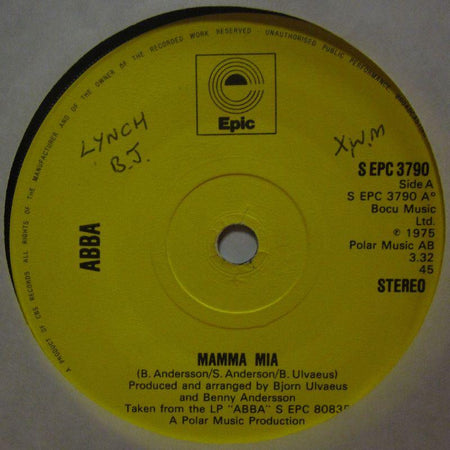 A PRODUCT OF CBS RECORDS ALL RIGHTS OF THE MANUFACTURER AND OF THE OWNER OF THE RECORDED WORK RESERVED · UNAUTHORISED PUBLIC PERFORMANCE,
Epic
LYNCH
B.J.
S EPC 3790
Side A
S EPC 3790 A°
Bocu Music
Ltd.
℗ 1975
Polar Music AB
3.32
45
STEREO
ABBA
MAMMA MIA
(B. Andersson/S. Anderson/B. Ulvaeus)
Produced and arranged by Bjorn Ulvaeus
and Benny Andersson
Taken from the LP "ABBA" S EPC 80835
A Polar Music Production